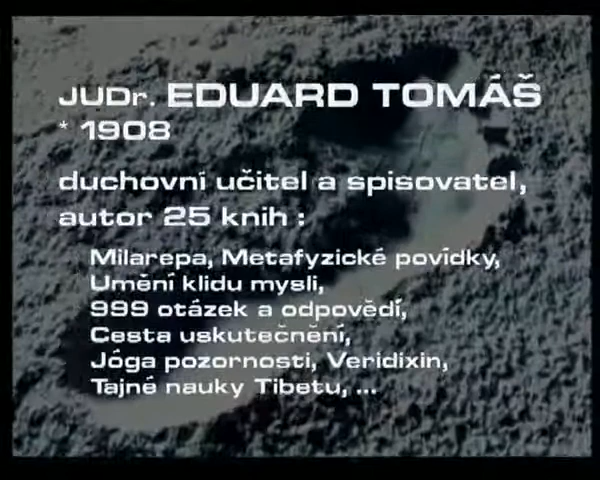 JUDr. EDUARD TOMÁŠ
* 1908
duchovní učitel a spisovatel,
autor 25 knih :
Milarepa, Metafyzické povídky,
Umění klidu mysli,
999 otázek a odpovědí,
Cesta uskutečnění,
Jóga pozornosti, Veridixin,
Tajné nauky Tibetu, ...